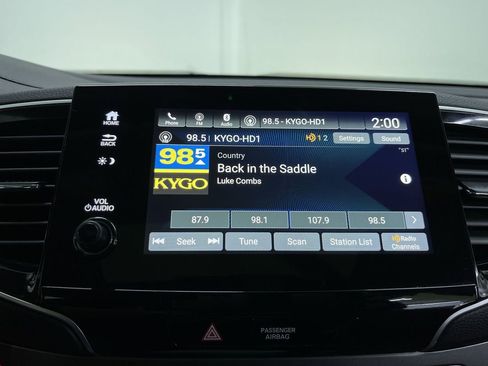 HOME
BACK
VOL
AUDIO
Phone
FM
Audio
98.5 - KYGO-HD1
2:00
98.5 | KYGO-HD1
HD 1 2
Settings
Sound
98.5
KYGO
Country
Back in the Saddle
Luke Combs
"51°
i
87.9
98.1
107.9
98.5
Seek
Tune
Scan
Station List
HD Radio
Channels
PASSENGER
AIRBAG